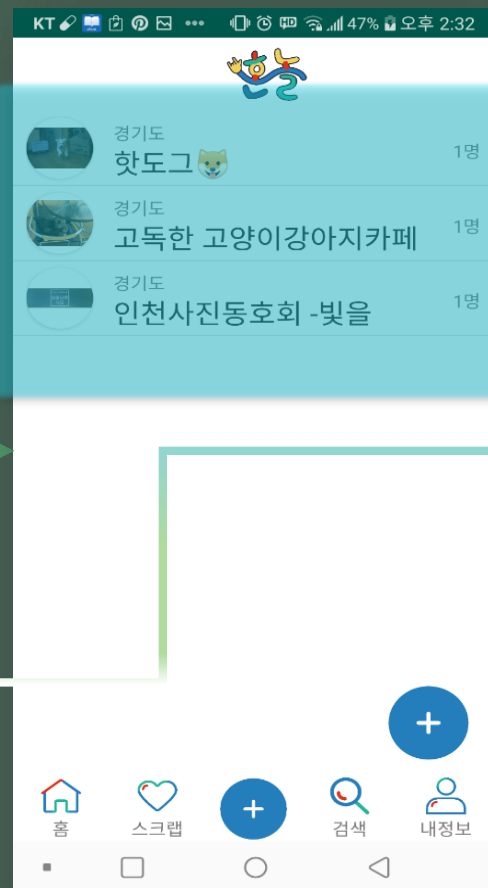 KT 47% 오후 2:32
흔늘
경기도
핫도그
1명
경기도
고독한 고양이강아지카페
1명
경기도
인천사진동호회 -빛을
1명
홈
스크랩
검색
내정보